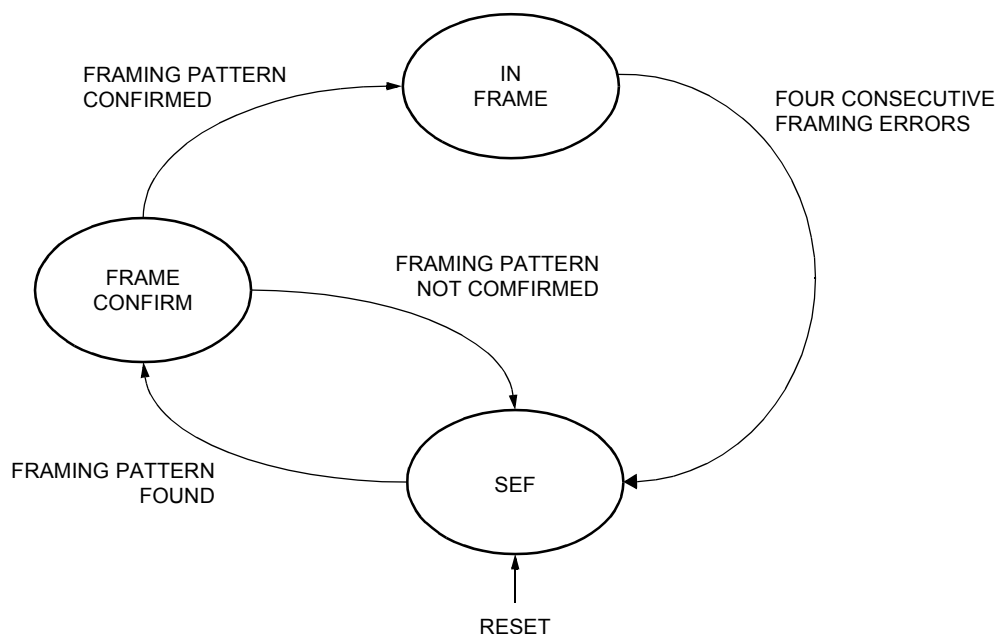 FRAMING PATTERN
CONFIRMED
IN
FRAME
FOUR CONSECUTIVE
FRAMING ERRORS
FRAME
CONFIRM
FRAMING PATTERN
NOT COMFIRMED
FRAMING PATTERN
FOUND
SEF
RESET